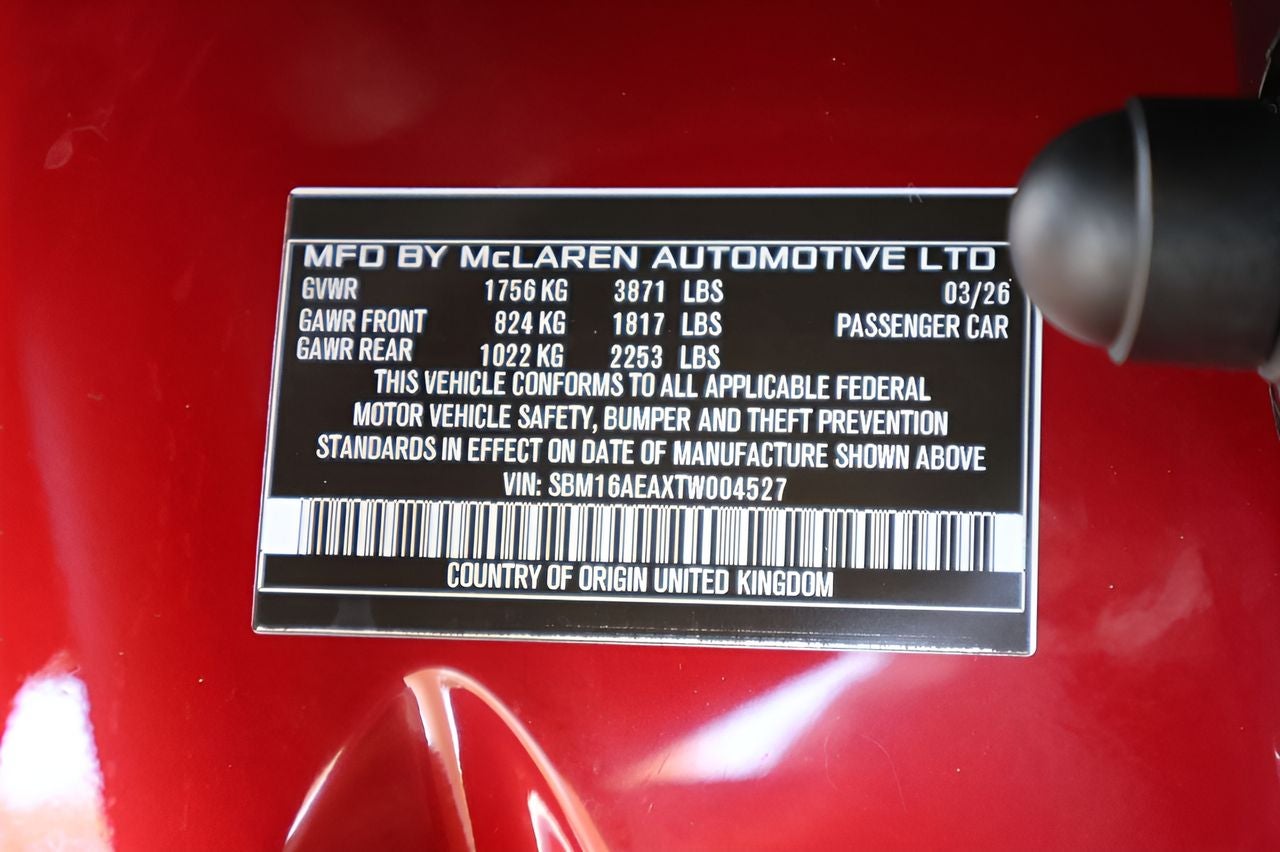 MFD BY McLAREN AUTOMOTIVE LTD
GVWR 1756 KG 3871 LBS 03/26
GAWR FRONT 824 KG 1817 LBS PASSENGER CAR
GAWR REAR 1022 KG 2253 LBS
THIS VEHICLE CONFORMS TO ALL APPLICABLE FEDERAL
MOTOR VEHICLE SAFETY, BUMPER AND THEFT PREVENTION
STANDARDS IN EFFECT ON DATE OF MANUFACTURE SHOWN ABOVE
VIN: SBM16AEAXTW004527
COUNTRY OF ORIGIN UNITED KINGDOM